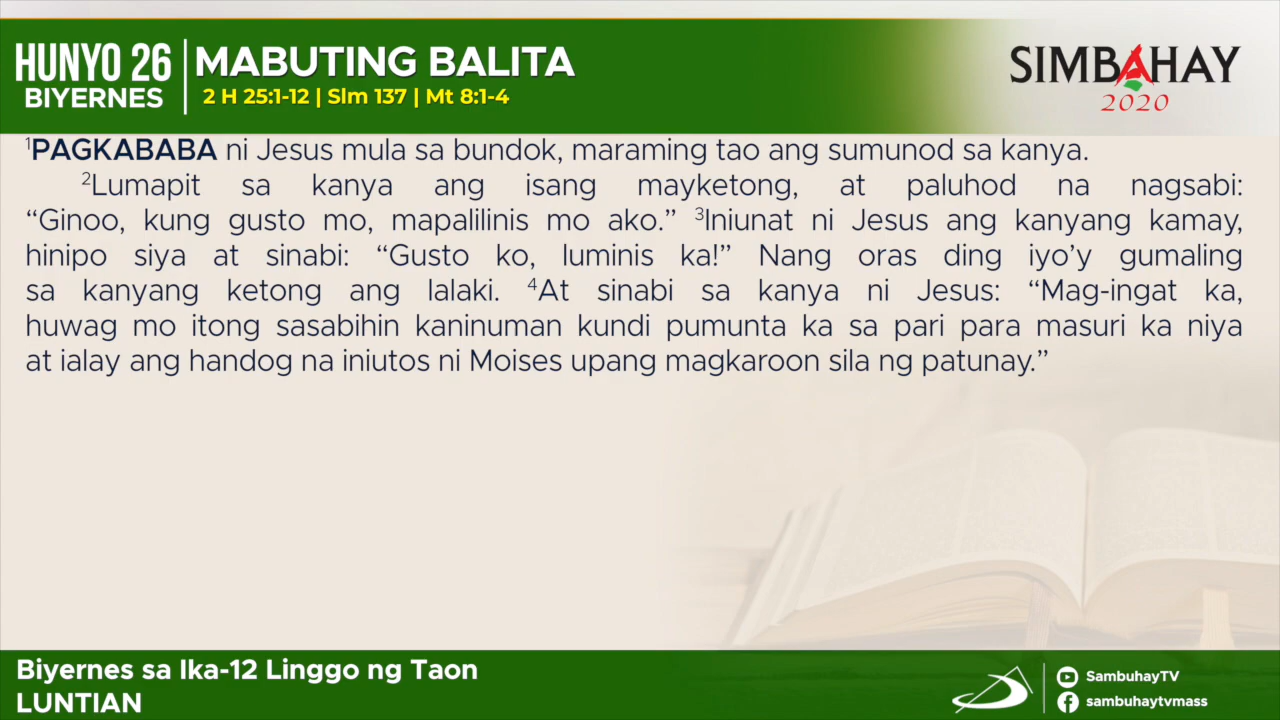 HUNYO 26
BIYERNES
MABUTING BALITA
2 H 25:1-12 | Slm 137 | Mt 8:1-4
SIMBAHAY
2020
¹PAGKABABA ni Jesus mula sa bundok, maraming tao ang sumunod sa kanya.
²Lumapit sa kanya ang isang mayketong, at paluhod na nagsabi:
“Ginoo, kung gusto mo, mapalilinis mo ako.” ³Iniunat ni Jesus ang kanyang kamay,
hinipo siya at sinabi: “Gusto ko, luminis ka!” Nang oras ding iyo’y gumaling
sa kanyang ketong ang lalaki. ⁴At sinabi sa kanya ni Jesus: “Mag-ingat ka,
huwag mo itong sasabihin kaninuman kundi pumunta ka sa pari para masuri ka niya
at ialay ang handog na iniutos ni Moises upang magkaroon sila ng patunay.”
Biyernes sa Ika-12 Linggo ng Taon
LUNTIAN
SambuhayTV
sambuhaytvmass